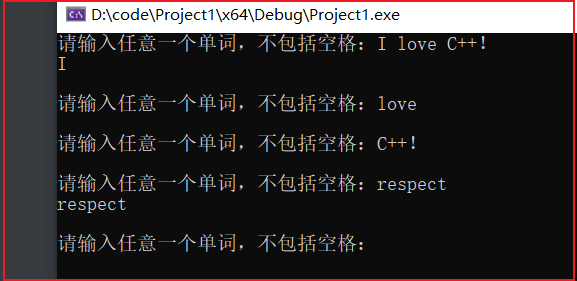 D:\code\Project1\x64\Debug\Project1.exe
请输入任意一个单词，不包括空格：I love C++!
I
请输入任意一个单词，不包括空格：love
请输入任意一个单词，不包括空格：C++!
请输入任意一个单词，不包括空格：respect
respect
请输入任意一个单词，不包括空格：